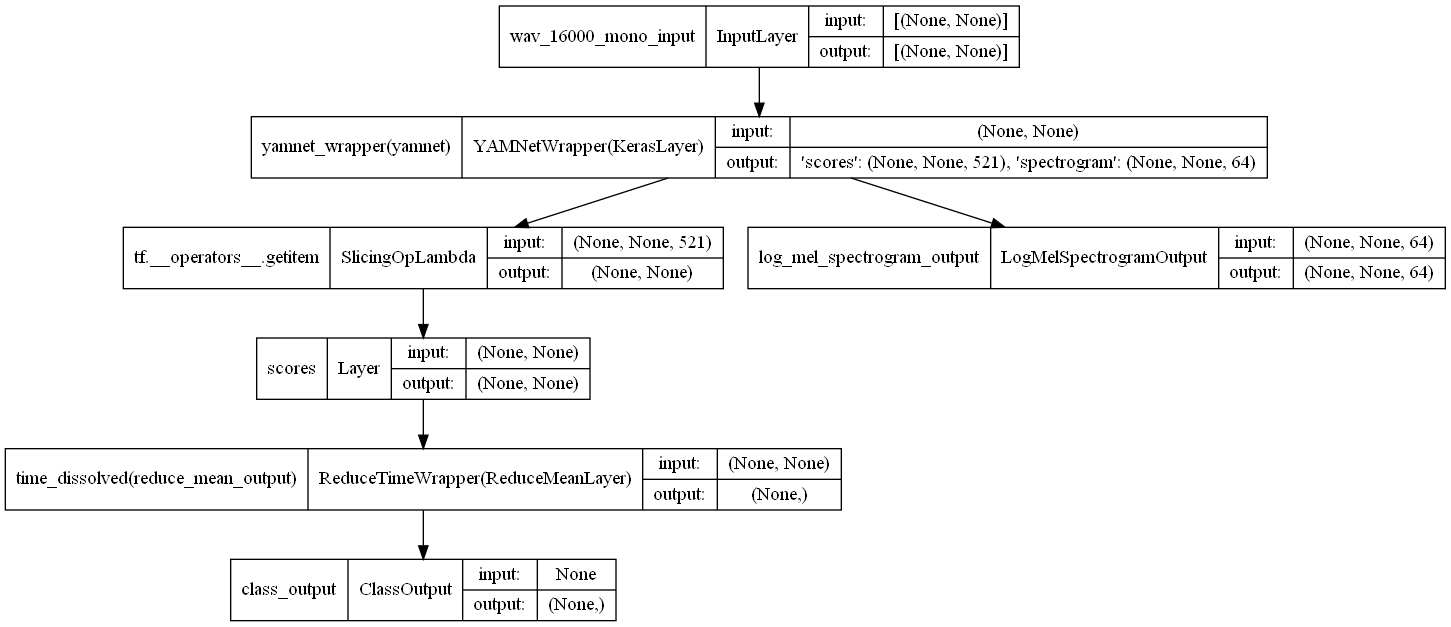 wav_16000_mono_input InputLayer input: [(None, None)]
output: [(None, None)]
yamnet_wrapper(yamnet) YAMNetWrapper(KerasLayer) input: (None, None)
output: 'scores': (None, None, 521), 'spectrogram': (None, None, 64)
tf.__operators__.getitem SlicingOpLambda input: (None, None, 521)
output: (None, None)
log_mel_spectrogram_output LogMelSpectrogramOutput input: (None, None, 64)
output: (None, None, 64)
scores Layer input: (None, None)
output: (None, None)
time_dissolved(reduce_mean_output) ReduceTimeWrapper(ReduceMeanLayer) input: (None, None)
output: (None,)
class_output ClassOutput input: None
output: (None,)